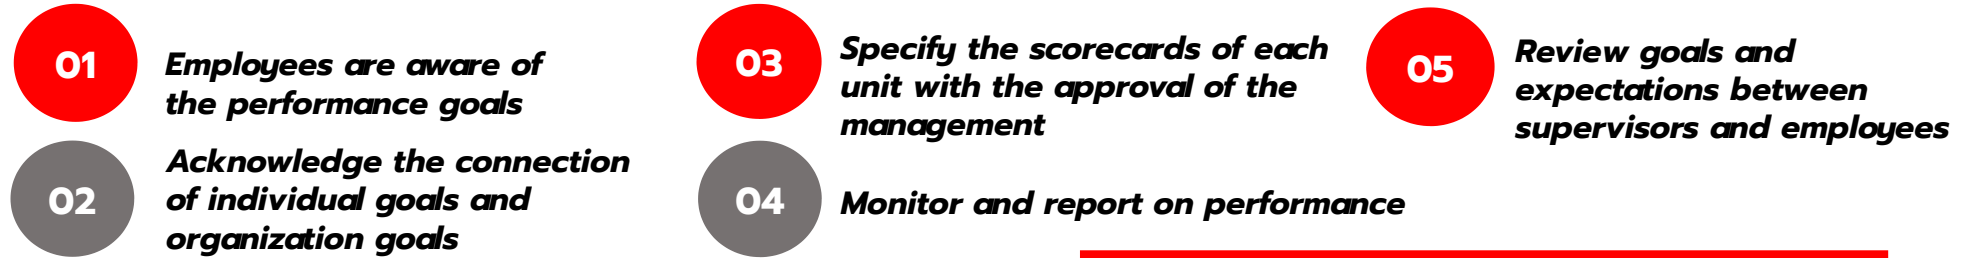 01
Employees are aware of
the performance goals
02
Acknowledge the connection
of individual goals and
organization goals
03
Specify the scorecards of each
unit with the approval of the
management
04
Monitor and report on performance
05
Review goals and
expectations between
supervisors and employees